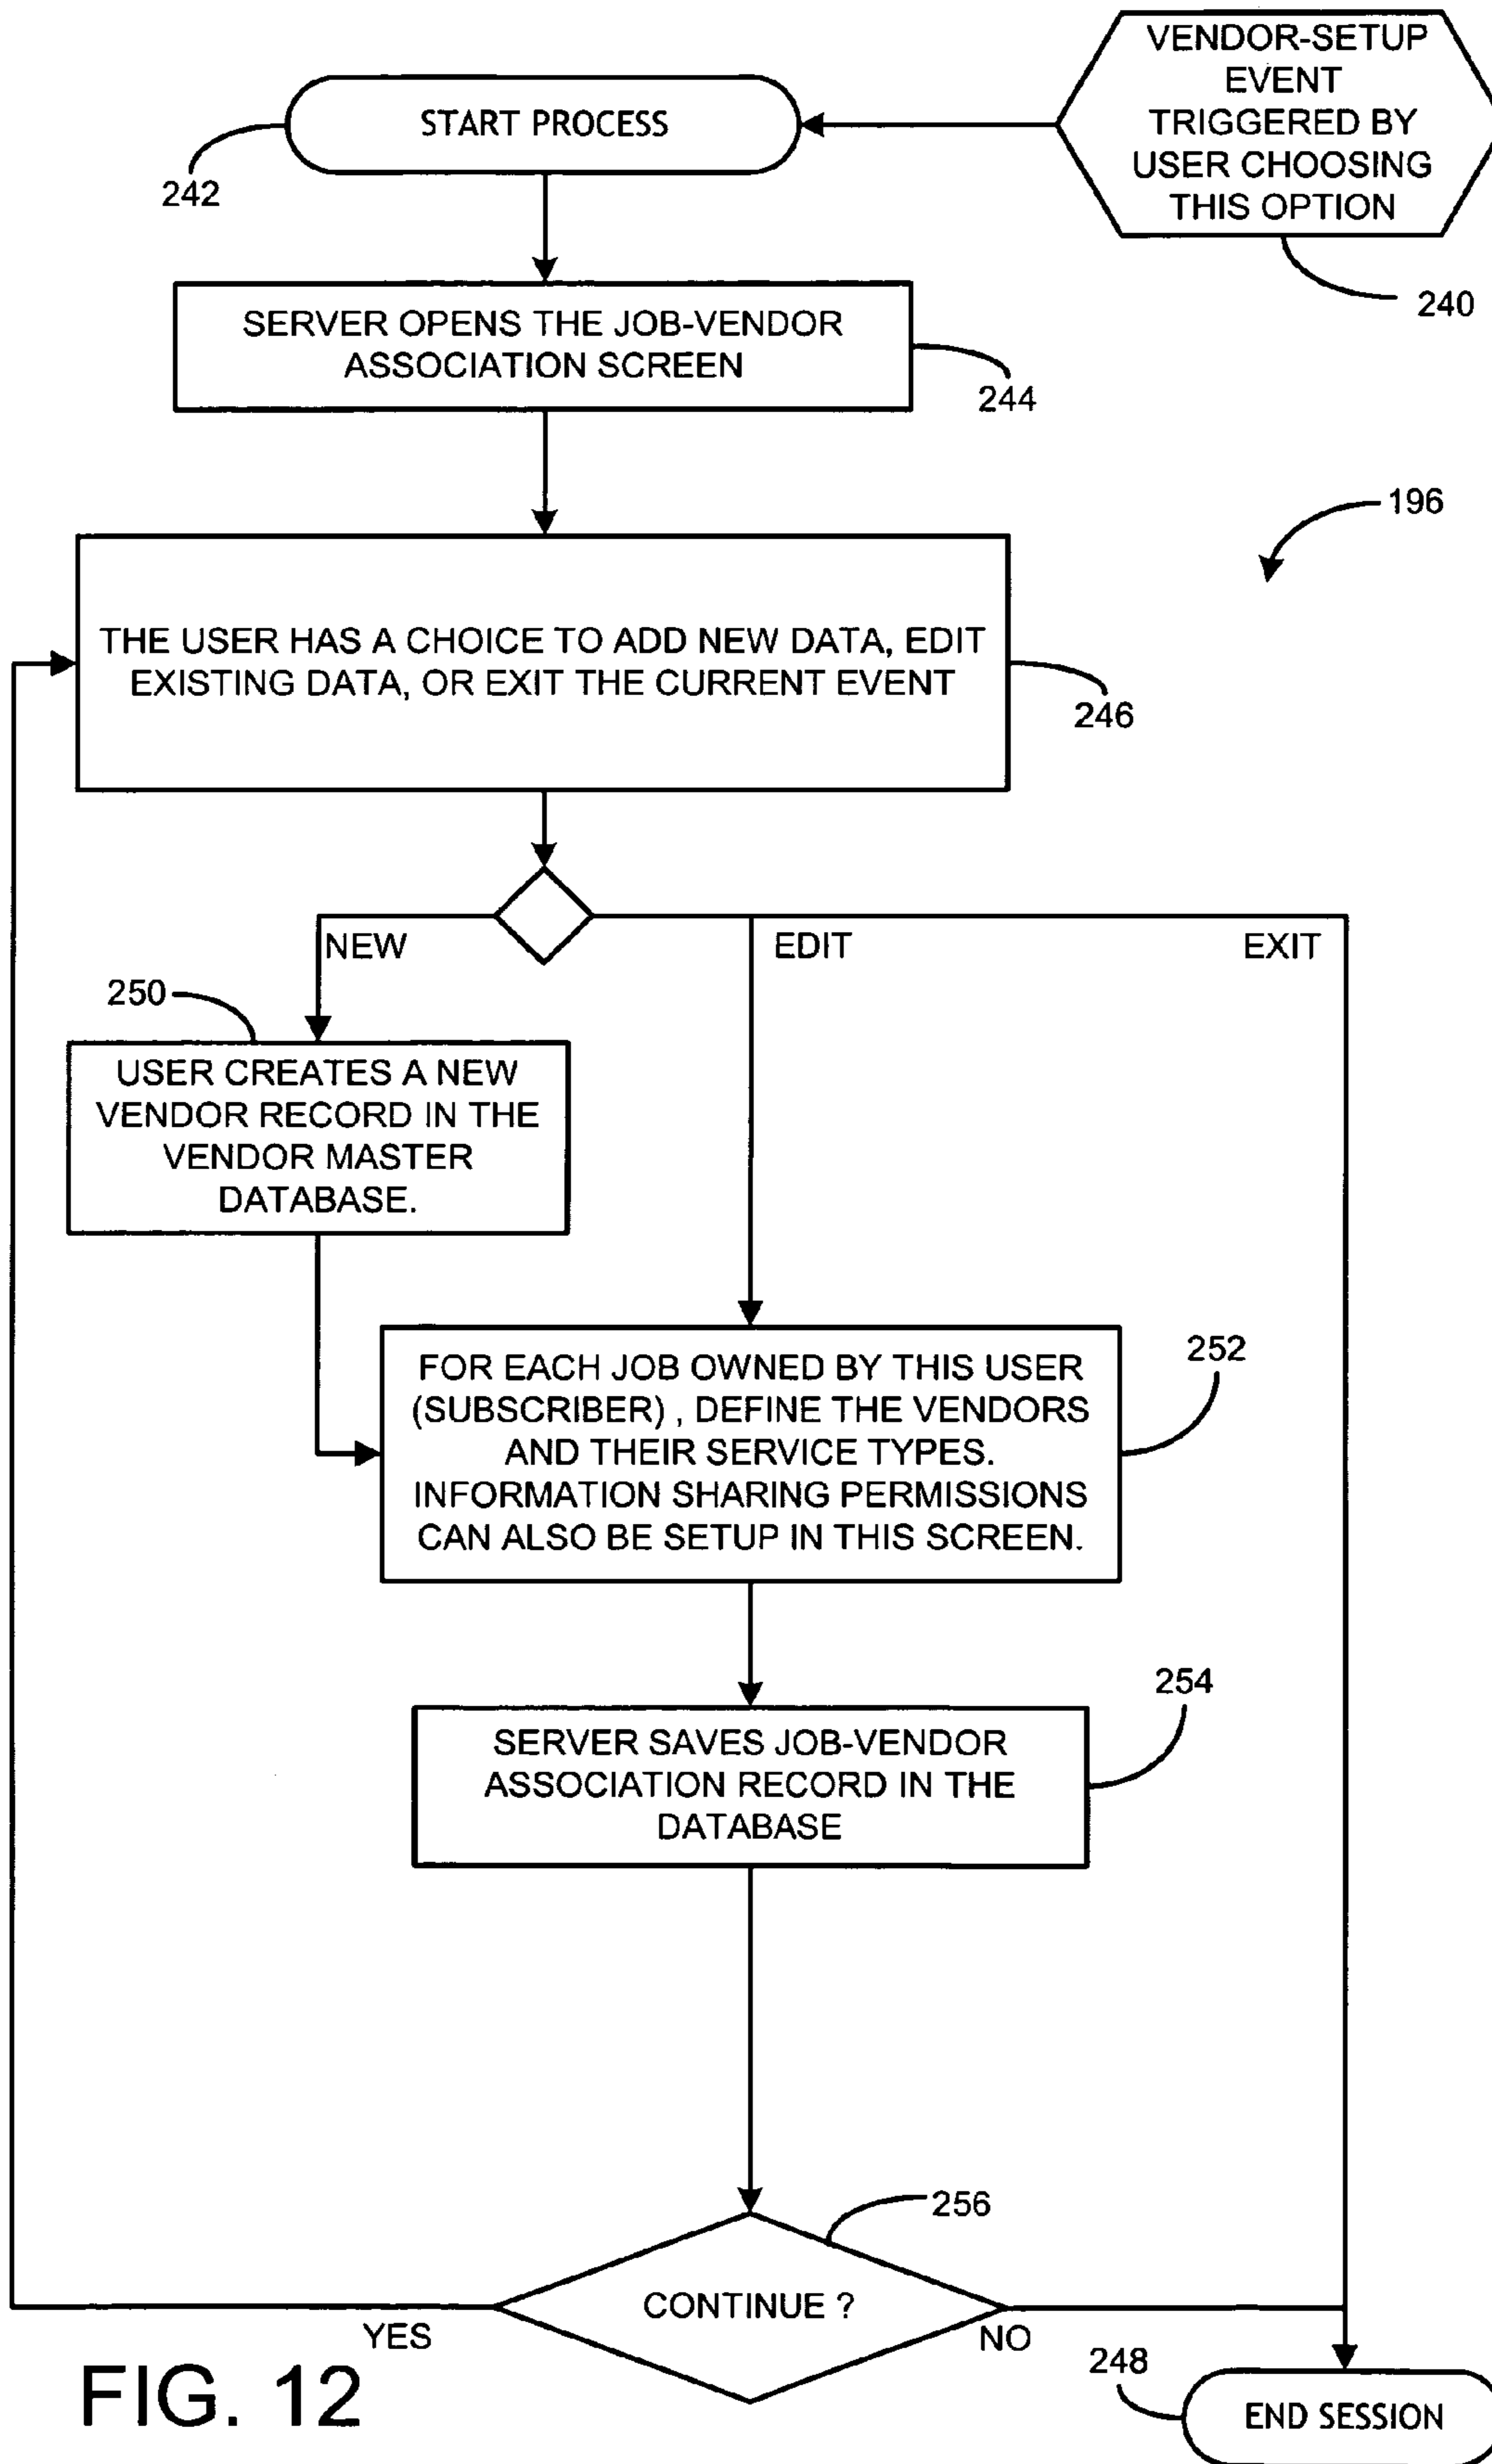 VENDOR-SETUP
EVENT
TRIGGERED BY
USER CHOOSING
THIS OPTION
240
START PROCESS
242
SERVER OPENS THE JOB-VENDOR
ASSOCIATION SCREEN
244
196
THE USER HAS A CHOICE TO ADD NEW DATA, EDIT
EXISTING DATA, OR EXIT THE CURRENT EVENT
246
NEW
EDIT
EXIT
250
USER CREATES A NEW
VENDOR RECORD IN THE
VENDOR MASTER
DATABASE.
252
FOR EACH JOB OWNED BY THIS USER
(SUBSCRIBER) , DEFINE THE VENDORS
AND THEIR SERVICE TYPES.
INFORMATION SHARING PERMISSIONS
CAN ALSO BE SETUP IN THIS SCREEN.
254
SERVER SAVES JOB-VENDOR
ASSOCIATION RECORD IN THE
DATABASE
256
CONTINUE ?
YES
NO
248
END SESSION
FIG. 12